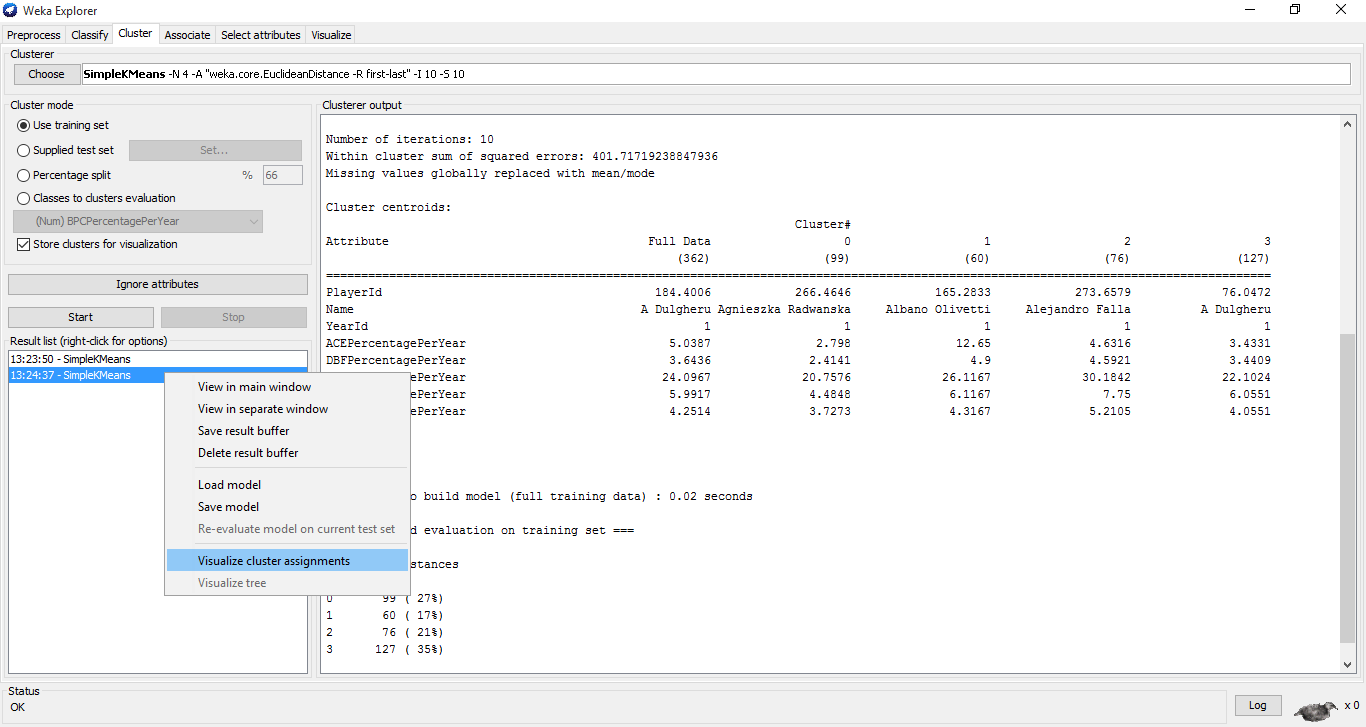 Weka Explorer
Preprocess Classify Cluster Associate Select attributes Visualize
Clusterer
Choose SimpleKMeans -N 4 -A "weka.core.EuclideanDistance -R first-last" -I 10 -S 10
Cluster mode
Use training set
Supplied test set Set...
Percentage split % 66
Classes to clusters evaluation
(Num) BPCPercentagePerYear
Store clusters for visualization
Ignore attributes
Start Stop
Result list (right-click for options)
13:23:50 - SimpleKMeans
13:24:37 - SimpleKMeans
View in main window
View in separate window
Save result buffer
Delete result buffer
Load model
Save model
Re-evaluate model on current test set
Visualize cluster assignments
Visualize tree
Clusterer output
Number of iterations: 10
Within cluster sum of squared errors: 401.71719238847936
Missing values globally replaced with mean/mode
Cluster centroids:
Cluster#
Attribute Full Data 0 1 2 3
(362) (99) (60) (76) (127)
PlayerId 184.4006 266.4646 165.2833 273.6579 76.0472
Name A Dulgheru Agnieszka Radwanska Albano Olivetti Alejandro Falla A Dulgheru
YearId 1 1 1 1 1
ACEPercentagePerYear 5.0387 2.798 12.65 4.6316 3.4331
DBFPercentagePerYear 3.6436 2.4141 4.9 4.5921 3.4409
ePerYear 24.0967 20.7576 26.1167 30.1842 22.1024
ePerYear 5.9917 4.4848 6.1167 7.75 6.0551
ePerYear 4.2514 3.7273 4.3167 5.2105 4.0551
o build model (full training data) : 0.02 seconds
d evaluation on training set ===
stances
0 99 ( 27%)
1 60 ( 17%)
2 76 ( 21%)
3 127 ( 35%)
Status
OK
Log x 0